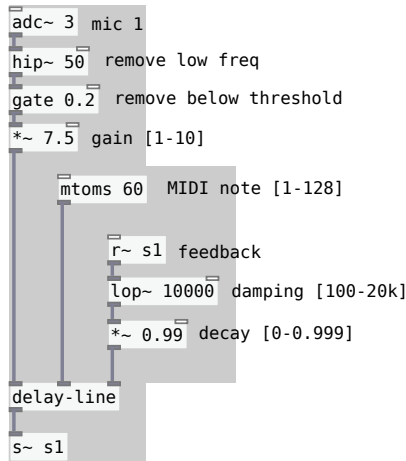 adc~ 3 mic 1
hip~ 50 remove low freq
gate 0.2 remove below threshold
*~ 7.5 gain [1-10]
mtoms 60 MIDI note [1-128]
r~ s1 feedback
lop~ 10000 damping [100-20k]
*~ 0.99 decay [0-0.999]
delay-line
s~ s1